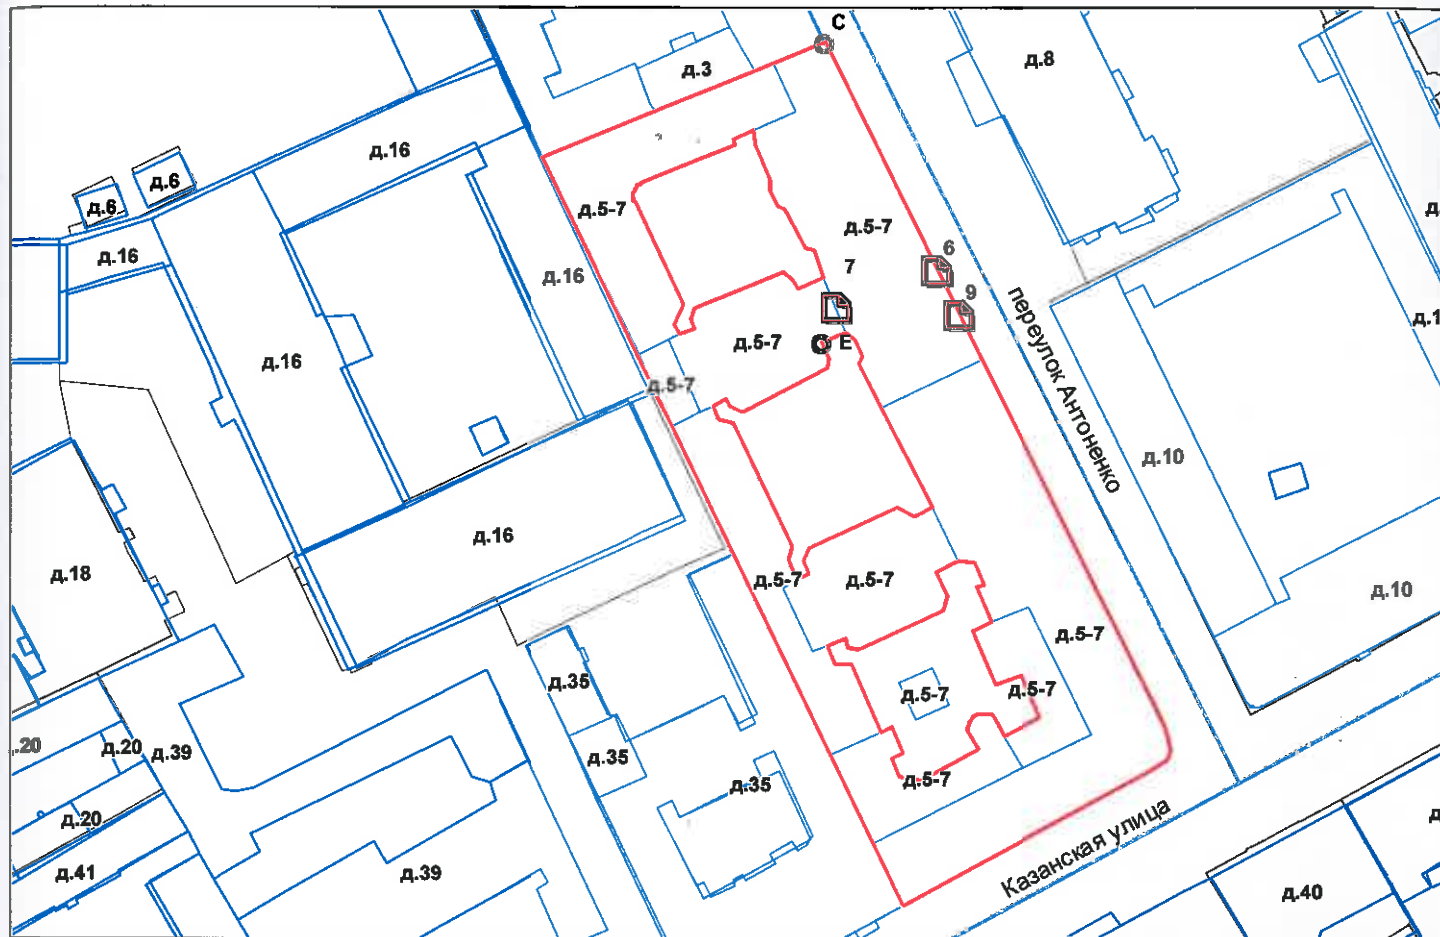 С
д.3
д.8
д.16
д.6
д.6
д.5-7
д.5-7
д.16
д.16
6
7
9
переулок Антоненко
д.16
д.5-7
Е
д.5-7
д.10
д.16
д.18
д.5-7
д.5-7
д.10
д.5-7
д.35
д.5-7
д.5-7
.20
д.20
д.39
д.35
д.35
д.5-7
д.20
Казанская улица
д.41
д.39
д.40